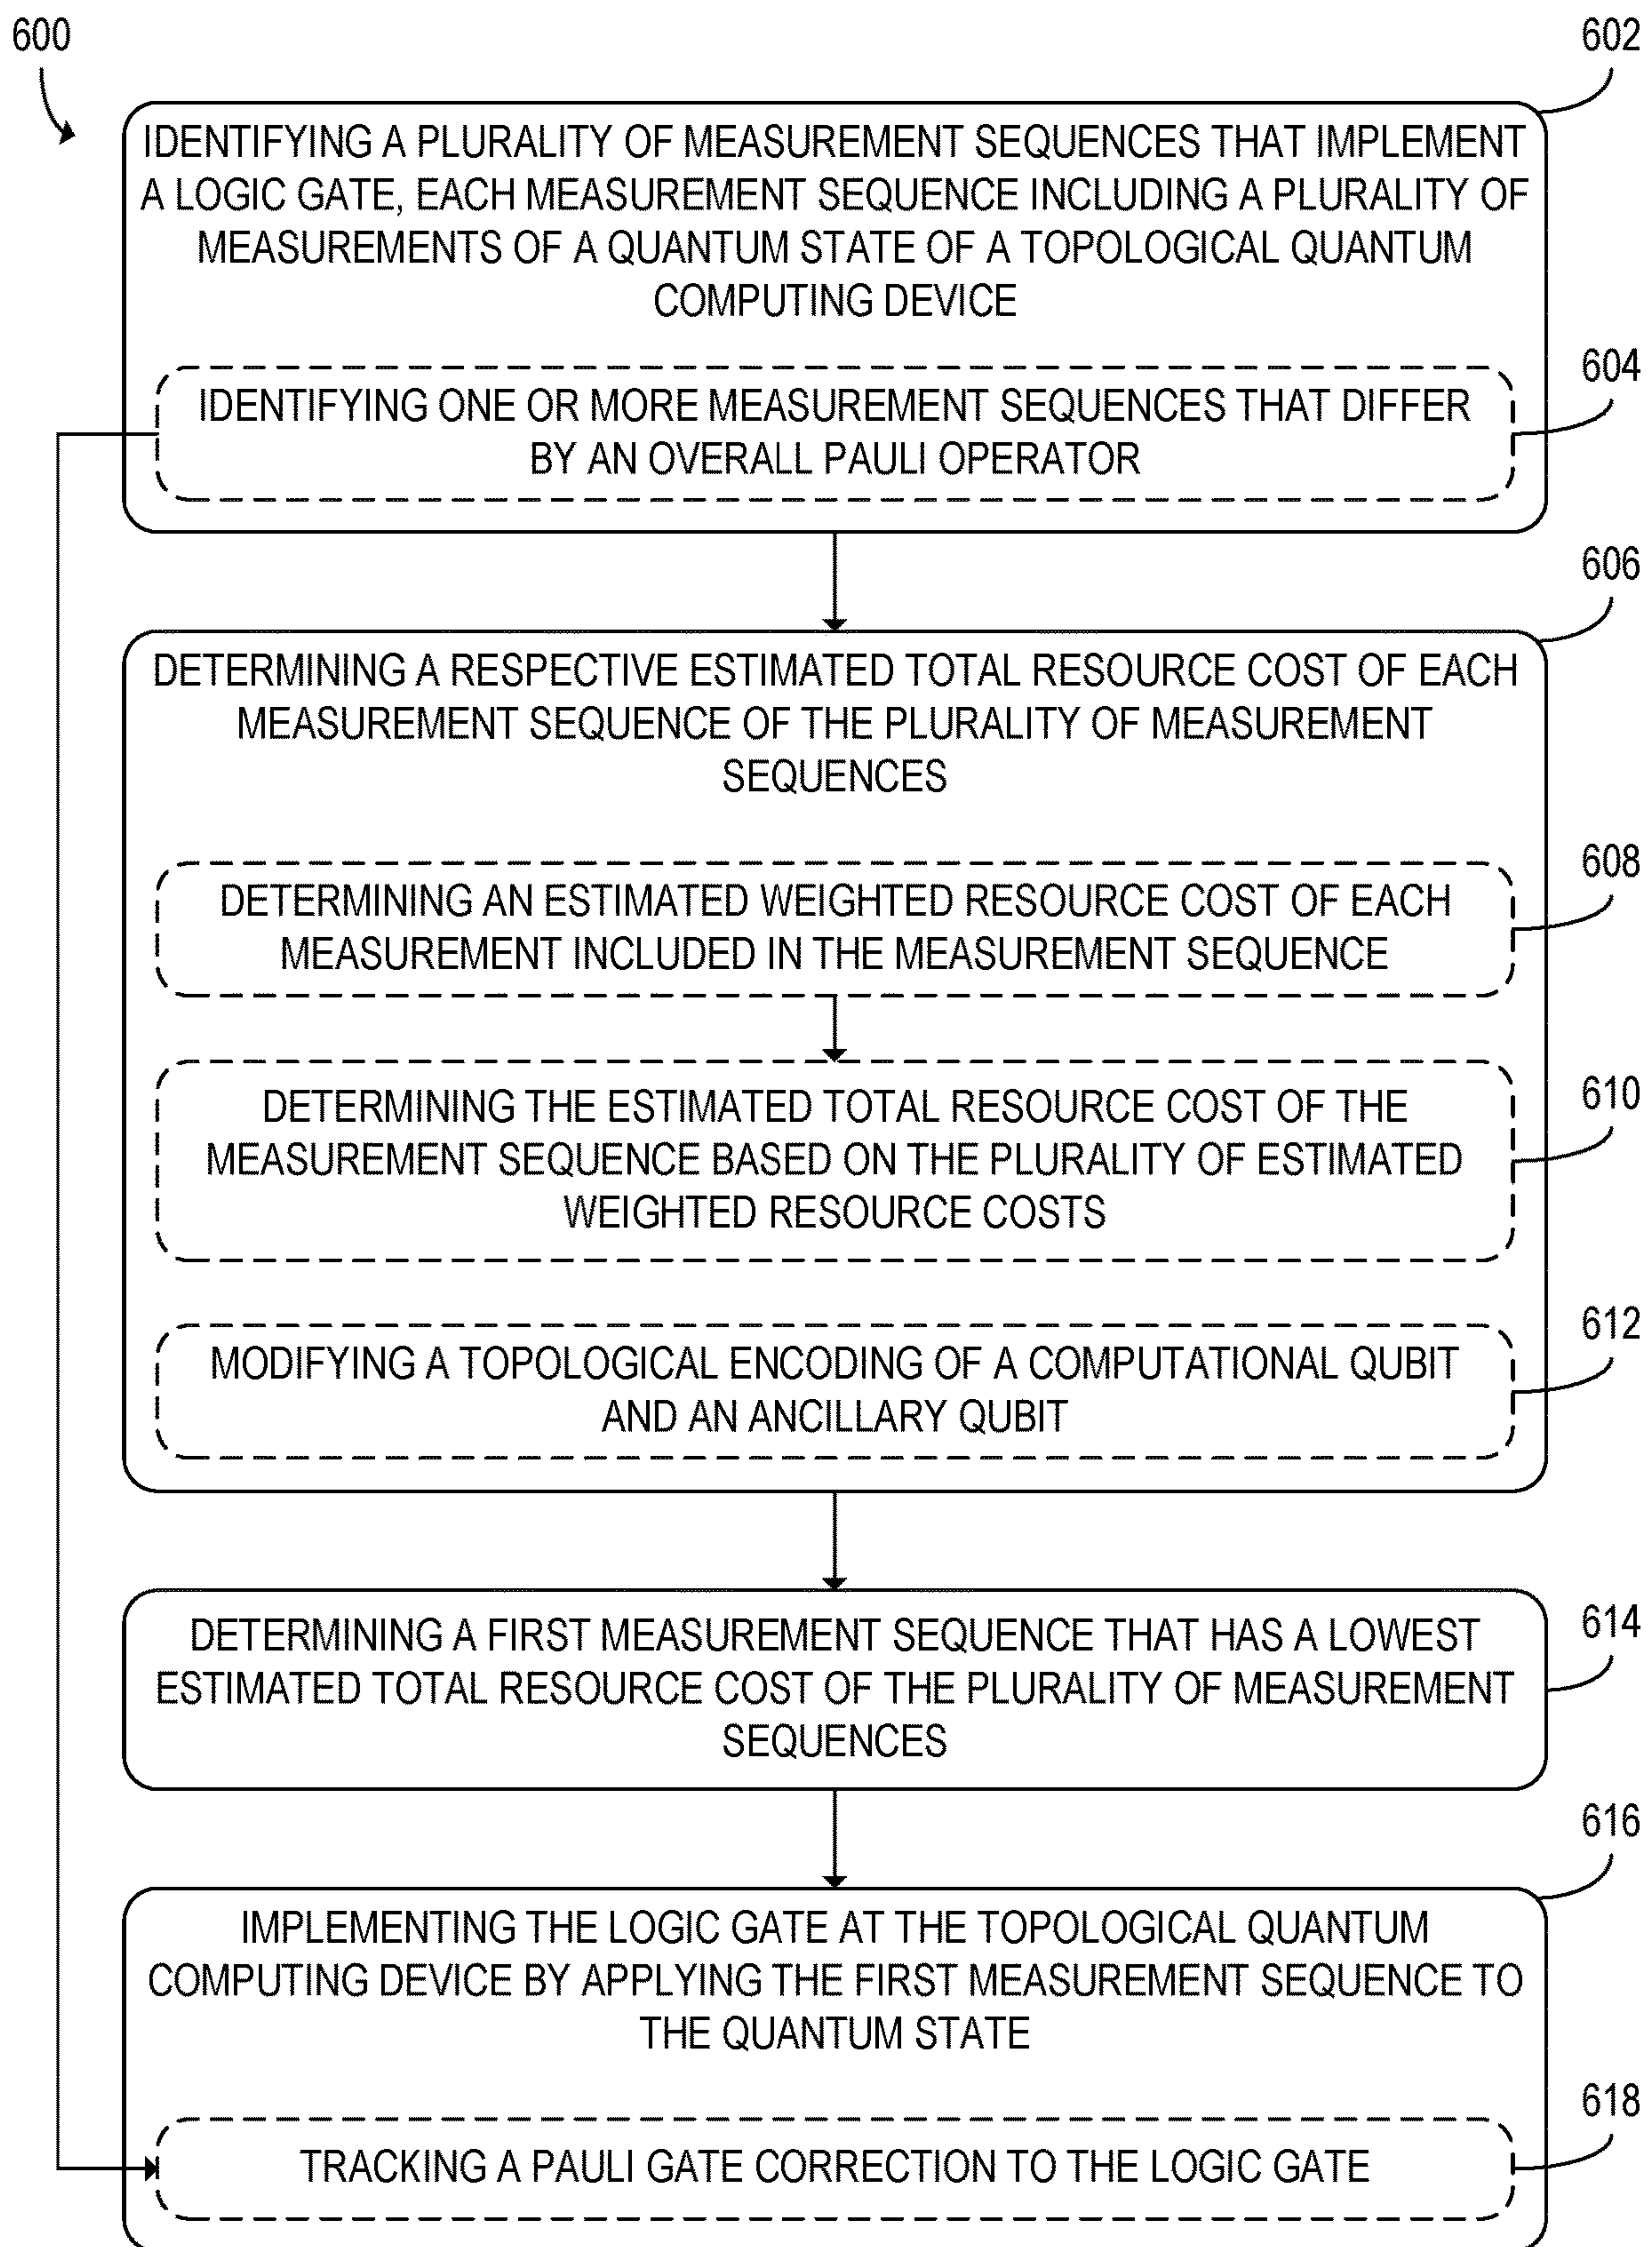 600
602
IDENTIFYING A PLURALITY OF MEASUREMENT SEQUENCES THAT IMPLEMENT
A LOGIC GATE, EACH MEASUREMENT SEQUENCE INCLUDING A PLURALITY OF
MEASUREMENTS OF A QUANTUM STATE OF A TOPOLOGICAL QUANTUM
COMPUTING DEVICE
604
IDENTIFYING ONE OR MORE MEASUREMENT SEQUENCES THAT DIFFER
BY AN OVERALL PAULI OPERATOR
606
DETERMINING A RESPECTIVE ESTIMATED TOTAL RESOURCE COST OF EACH
MEASUREMENT SEQUENCE OF THE PLURALITY OF MEASUREMENT
SEQUENCES
608
DETERMINING AN ESTIMATED WEIGHTED RESOURCE COST OF EACH
MEASUREMENT INCLUDED IN THE MEASUREMENT SEQUENCE
610
DETERMINING THE ESTIMATED TOTAL RESOURCE COST OF THE
MEASUREMENT SEQUENCE BASED ON THE PLURALITY OF ESTIMATED
WEIGHTED RESOURCE COSTS
612
MODIFYING A TOPOLOGICAL ENCODING OF A COMPUTATIONAL QUBIT
AND AN ANCILLARY QUBIT
614
DETERMINING A FIRST MEASUREMENT SEQUENCE THAT HAS A LOWEST
ESTIMATED TOTAL RESOURCE COST OF THE PLURALITY OF MEASUREMENT
SEQUENCES
616
IMPLEMENTING THE LOGIC GATE AT THE TOPOLOGICAL QUANTUM
COMPUTING DEVICE BY APPLYING THE FIRST MEASUREMENT SEQUENCE TO
THE QUANTUM STATE
618
TRACKING A PAULI GATE CORRECTION TO THE LOGIC GATE